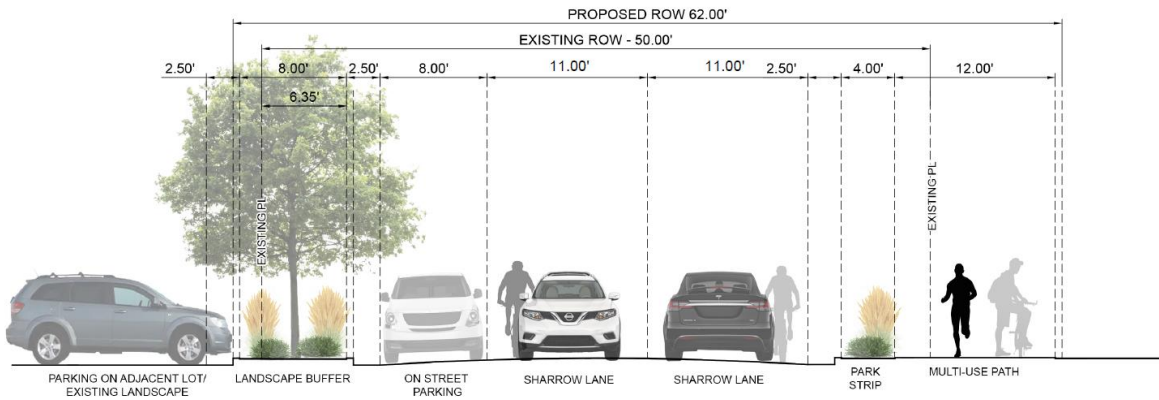 PROPOSED ROW 62.00'
EXISTING ROW - 50.00'
2.50' 8.00' 2.50' 8.00' 11.00' 11.00' 2.50' 4.00' 12.00'
6.35'
EXISTING PL
EXISTING PL
PARKING ON ADJACENT LOT/
EXISTING LANDSCAPE
LANDSCAPE BUFFER
ON STREET
PARKING
SHARROW LANE
SHARROW LANE
PARK
STRIP
MULTI-USE PATH